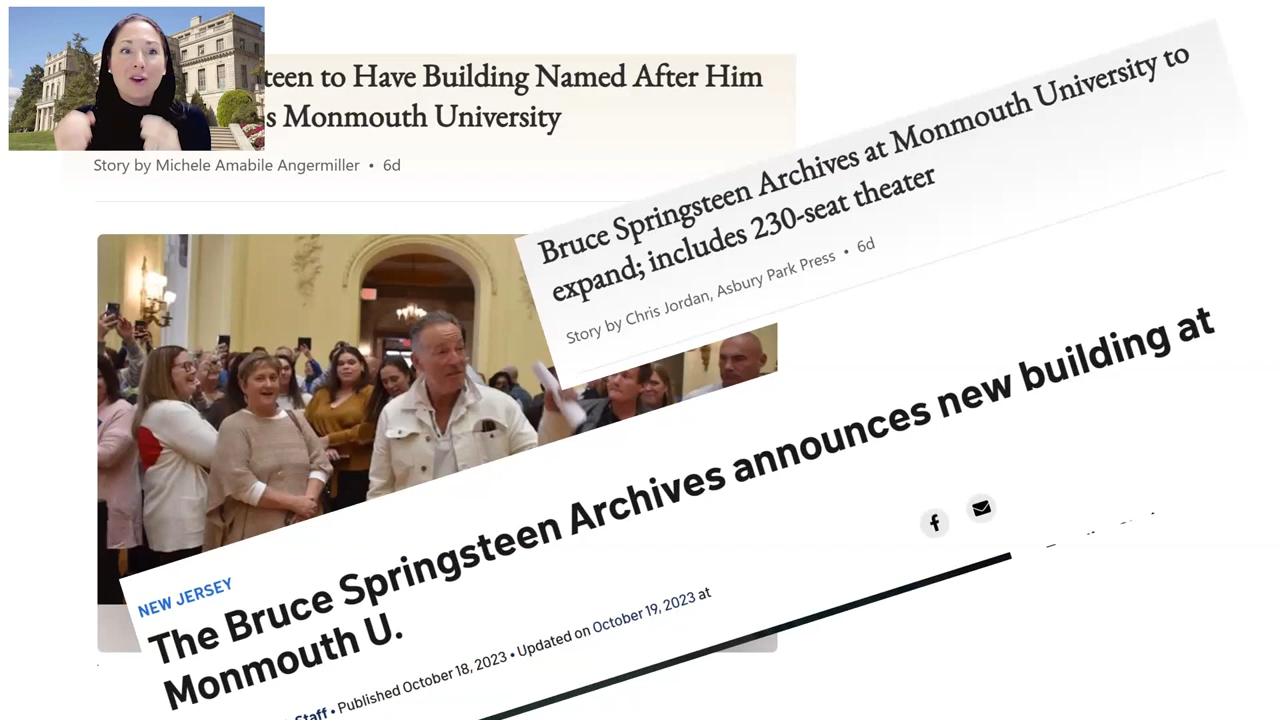 teen to Have Building Named After Him
s Monmouth University
Story by Michele Amabile Angermiller • 6d
Bruce Springsteen Archives at Monmouth University to
expand; includes 230-seat theater
Story by Chris Jordan, Asbury Park Press • 6d
NEW JERSEY
The Bruce Springsteen Archives announces new building at
Monmouth U.
Staff • Published October 18, 2023 • Updated on October 19, 2023 at